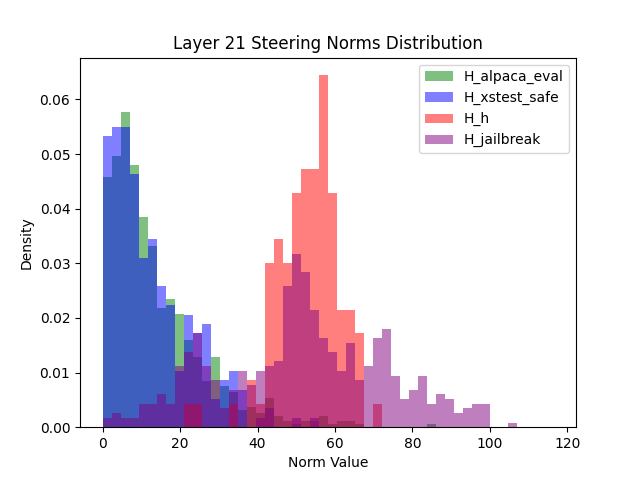 Layer 21 Steering Norms Distribution
H_alpaca_eval
H_xstest_safe
H_h
H_jailbreak
Density
0.06
0.05
0.04
0.03
0.02
0.01
0.00
0 20 40 60 80 100 120
Norm Value